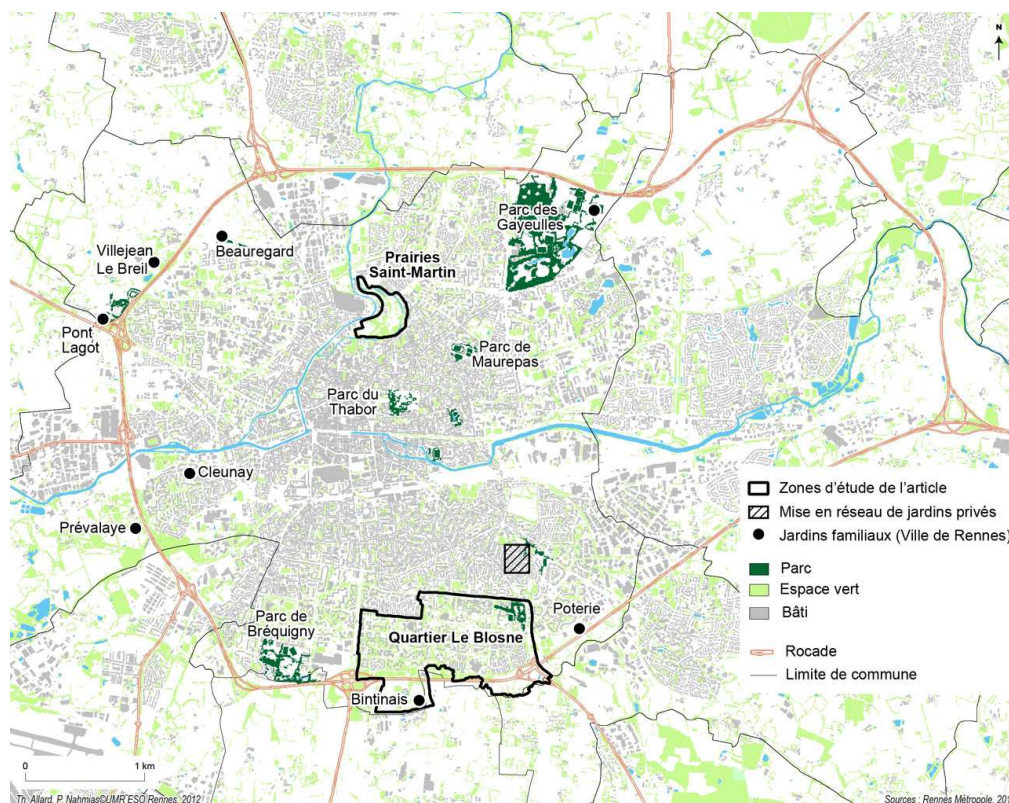 N
Parc des
Gayeulles
Beauregard
Villejean
Le Breil
Prairies
Saint-Martin
Pont
Lagot
Parc de
Maurepas
Parc du
Thabor
Cleunay
Prévalaye
Zones d'étude de l'article
Mise en réseau de jardins privés
Jardins familiaux (Ville de Rennes)
Parc
Espace vert
Bâti
Rocade
Limite de commune
Poterie
Parc de
Bréquigny
Quartier Le Blosne
Bintinais
0 1 km
Th. Allard, P. Nahmias©UMR ESO Rennes, 2012
Sources : Rennes Métropole, 201